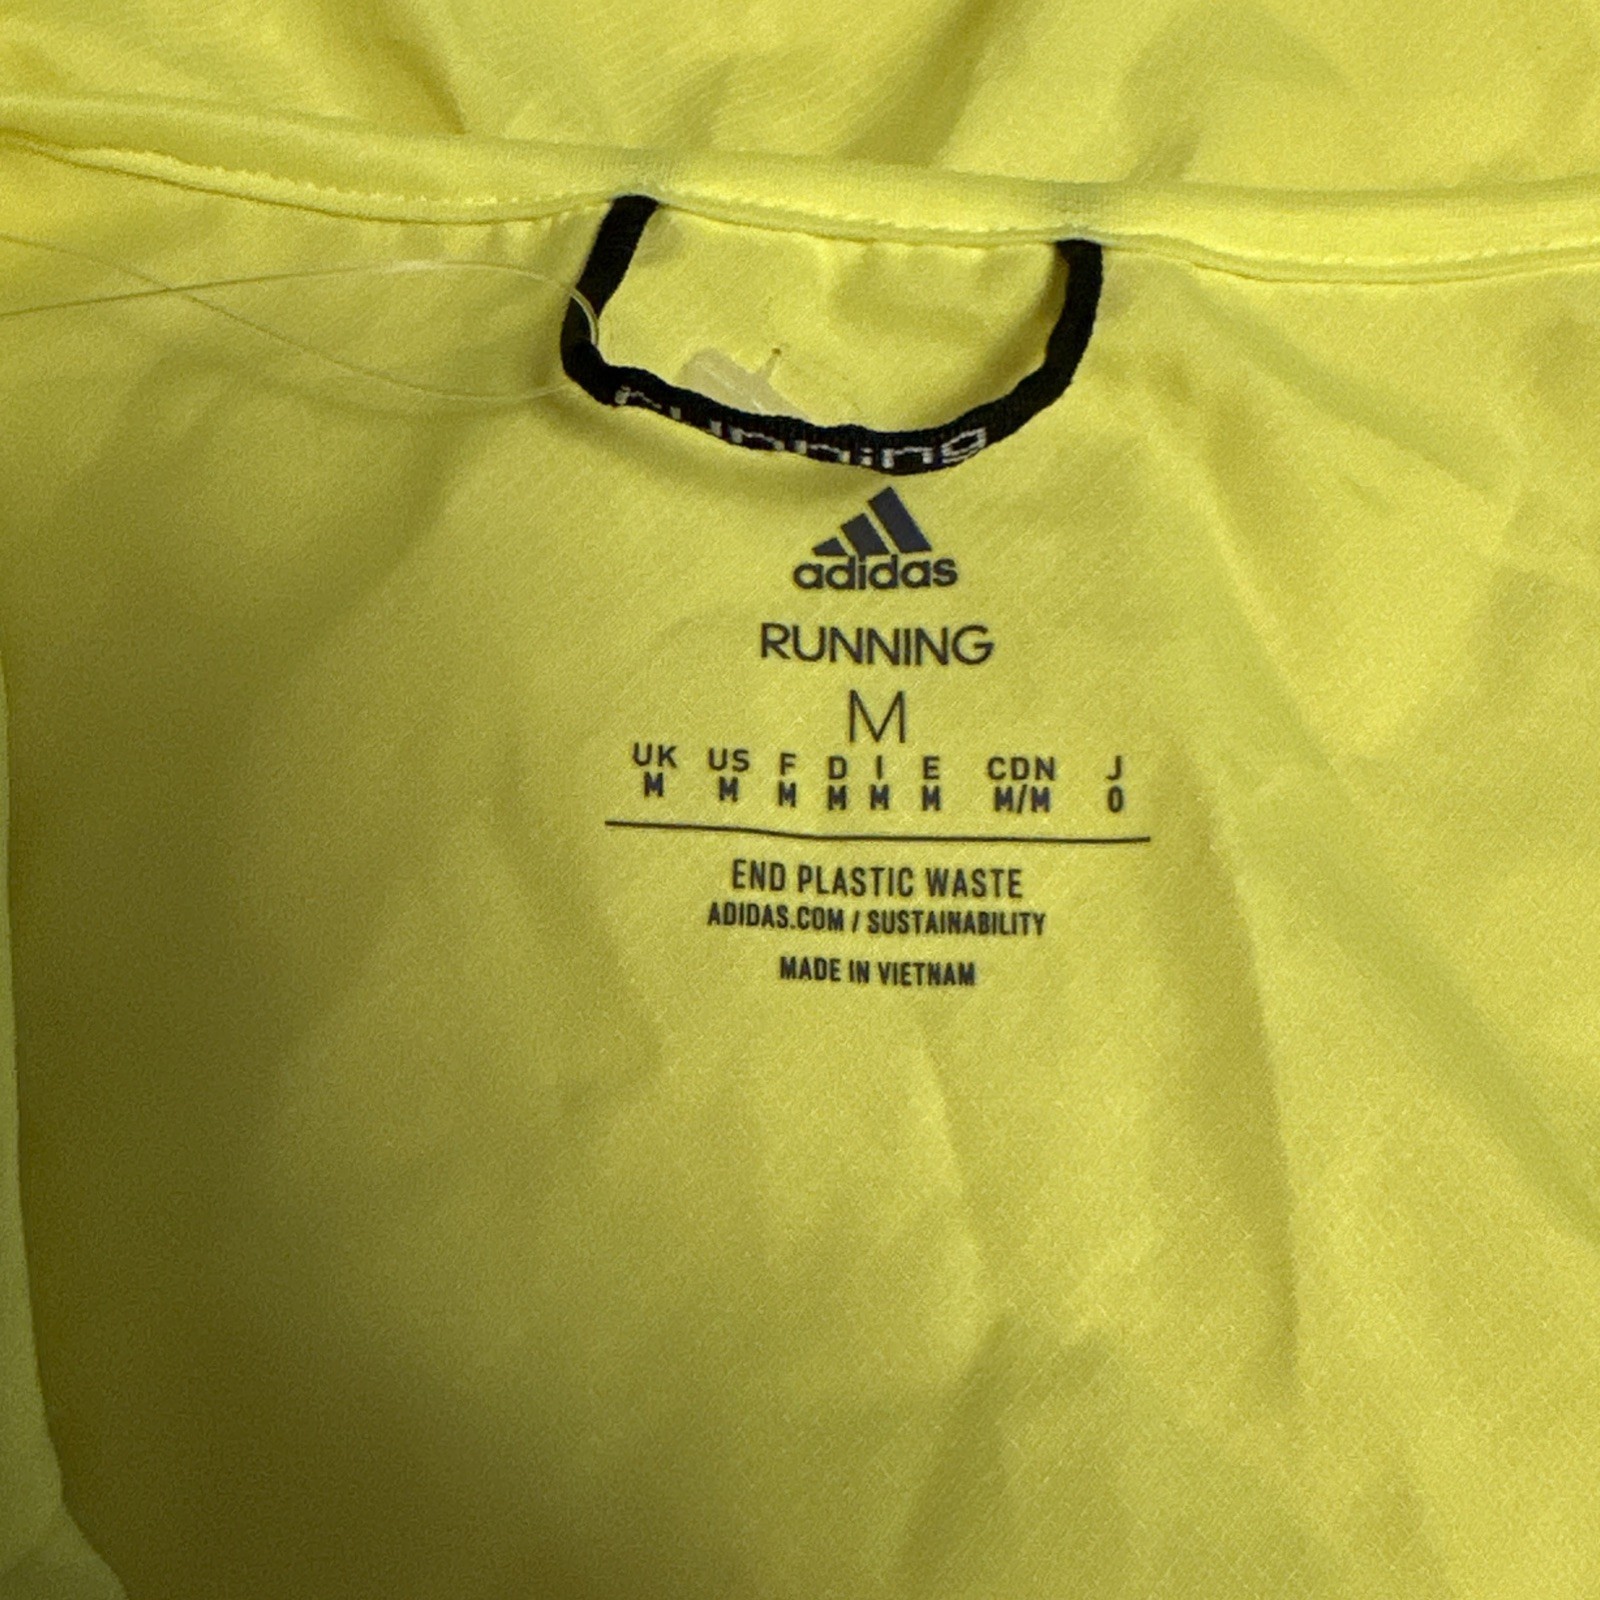 running
adidas
RUNNING
M
UK US F D I E CDN J
M M M M M M M/M O
END PLASTIC WASTE
ADIDAS.COM / SUSTAINABILITY
MADE IN VIETNAM